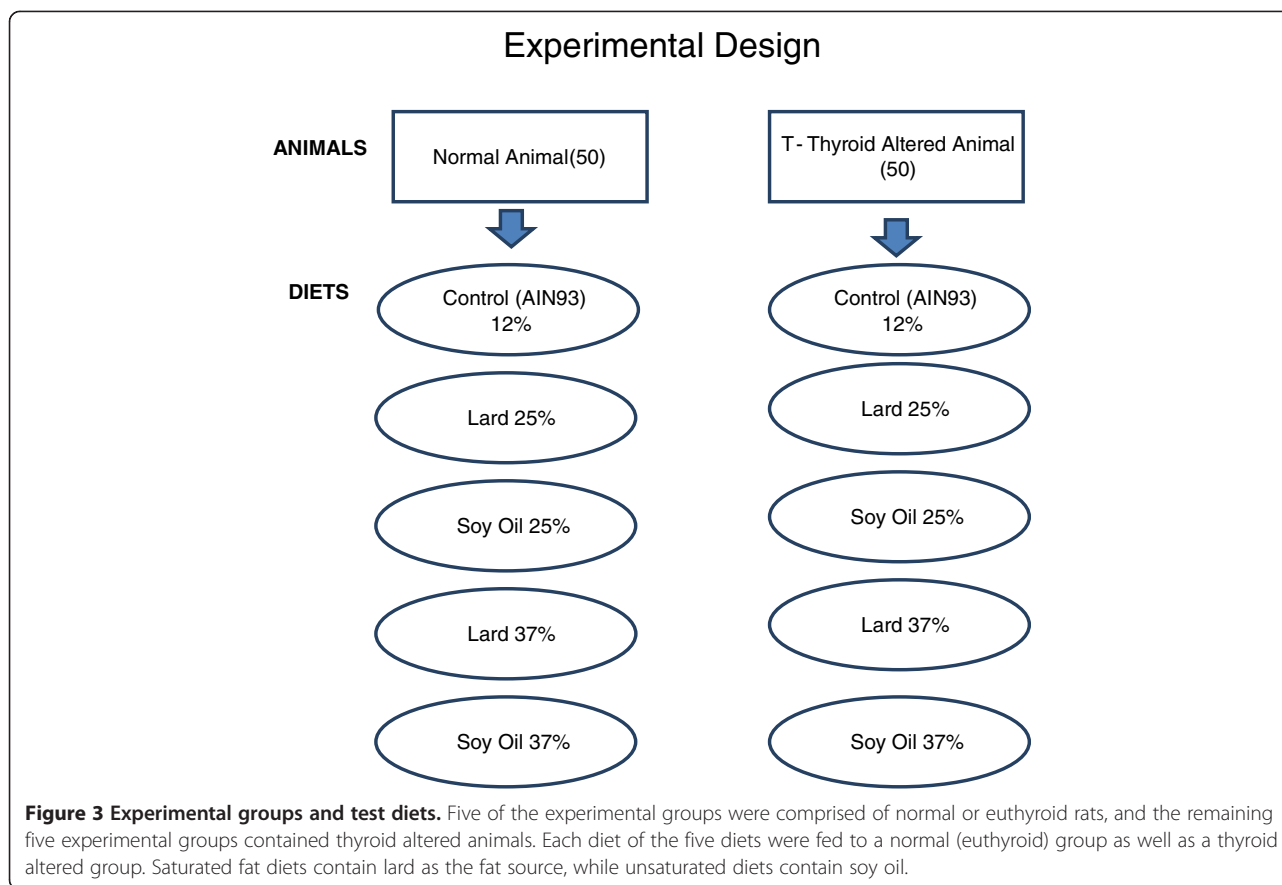 Experimental Design
ANIMALS
Normal Animal(50)
T - Thyroid Altered Animal
(50)
DIETS
Control (AIN93)
12%
Control (AIN93)
12%
Lard 25%
Lard 25%
Soy Oil 25%
Soy Oil 25%
Lard 37%
Lard 37%
Soy Oil 37%
Soy Oil 37%
Figure 3 Experimental groups and test diets. Five of the experimental groups were comprised of normal or euthyroid rats, and the remaining
five experimental groups contained thyroid altered animals. Each diet of the five diets were fed to a normal (euthyroid) group as well as a thyroid
altered group. Saturated fat diets contain lard as the fat source, while unsaturated diets contain soy oil.